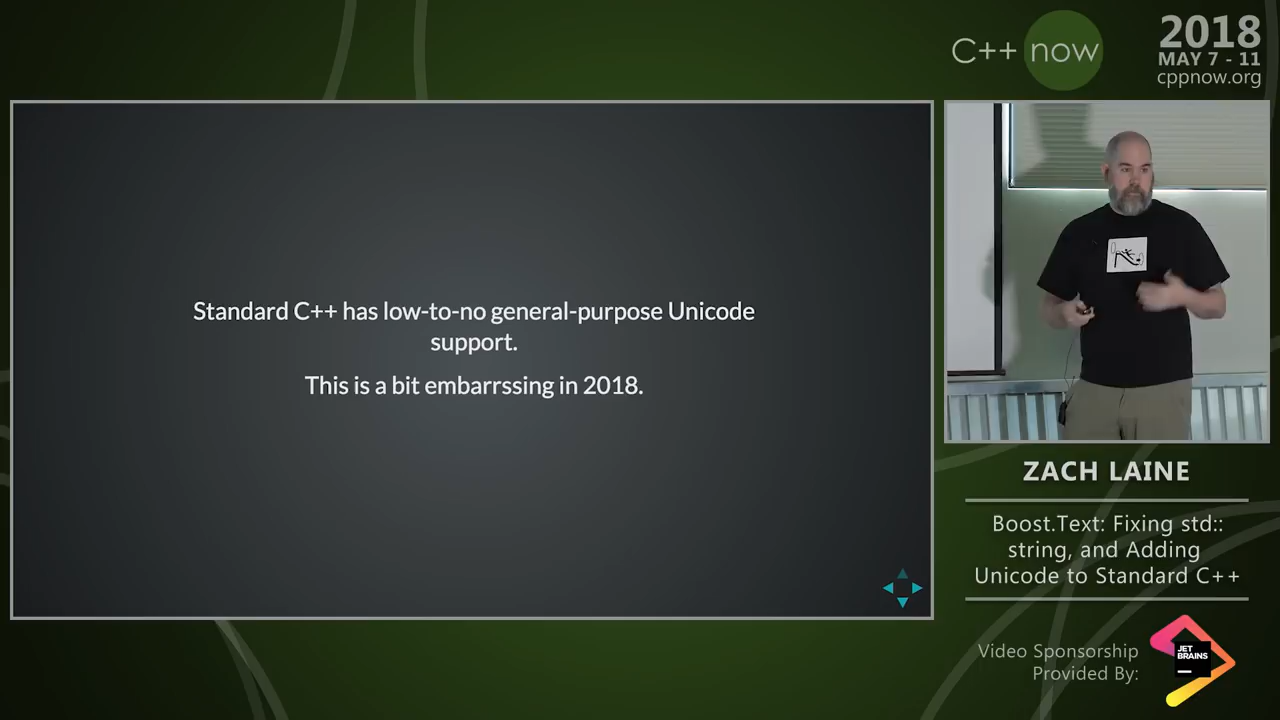 C++ now
2018
MAY 7 - 11
cppnow.org
Standard C++ has low-to-no general-purpose Unicode
support.
This is a bit embarrssing in 2018.
ZACH LAINE
Boost.Text: Fixing std::
string, and Adding
Unicode to Standard C++
Video Sponsorship
Provided By:
JET
BRAINS